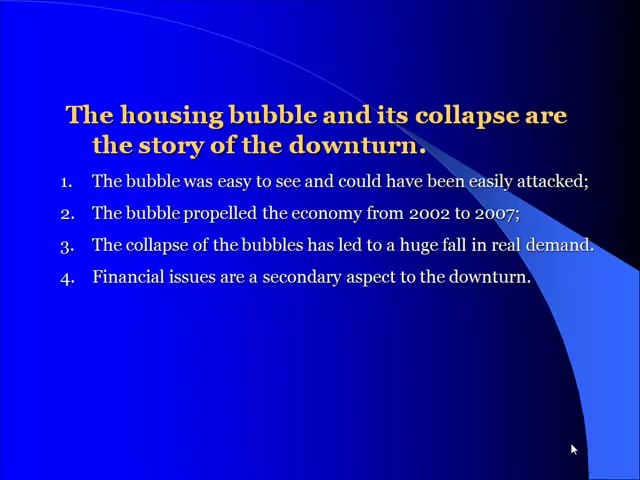 The housing bubble and its collapse are
the story of the downturn.
1. The bubble was easy to see and could have been easily attacked;
2. The bubble propelled the economy from 2002 to 2007;
3. The collapse of the bubbles has led to a huge fall in real demand.
4. Financial issues are a secondary aspect to the downturn.